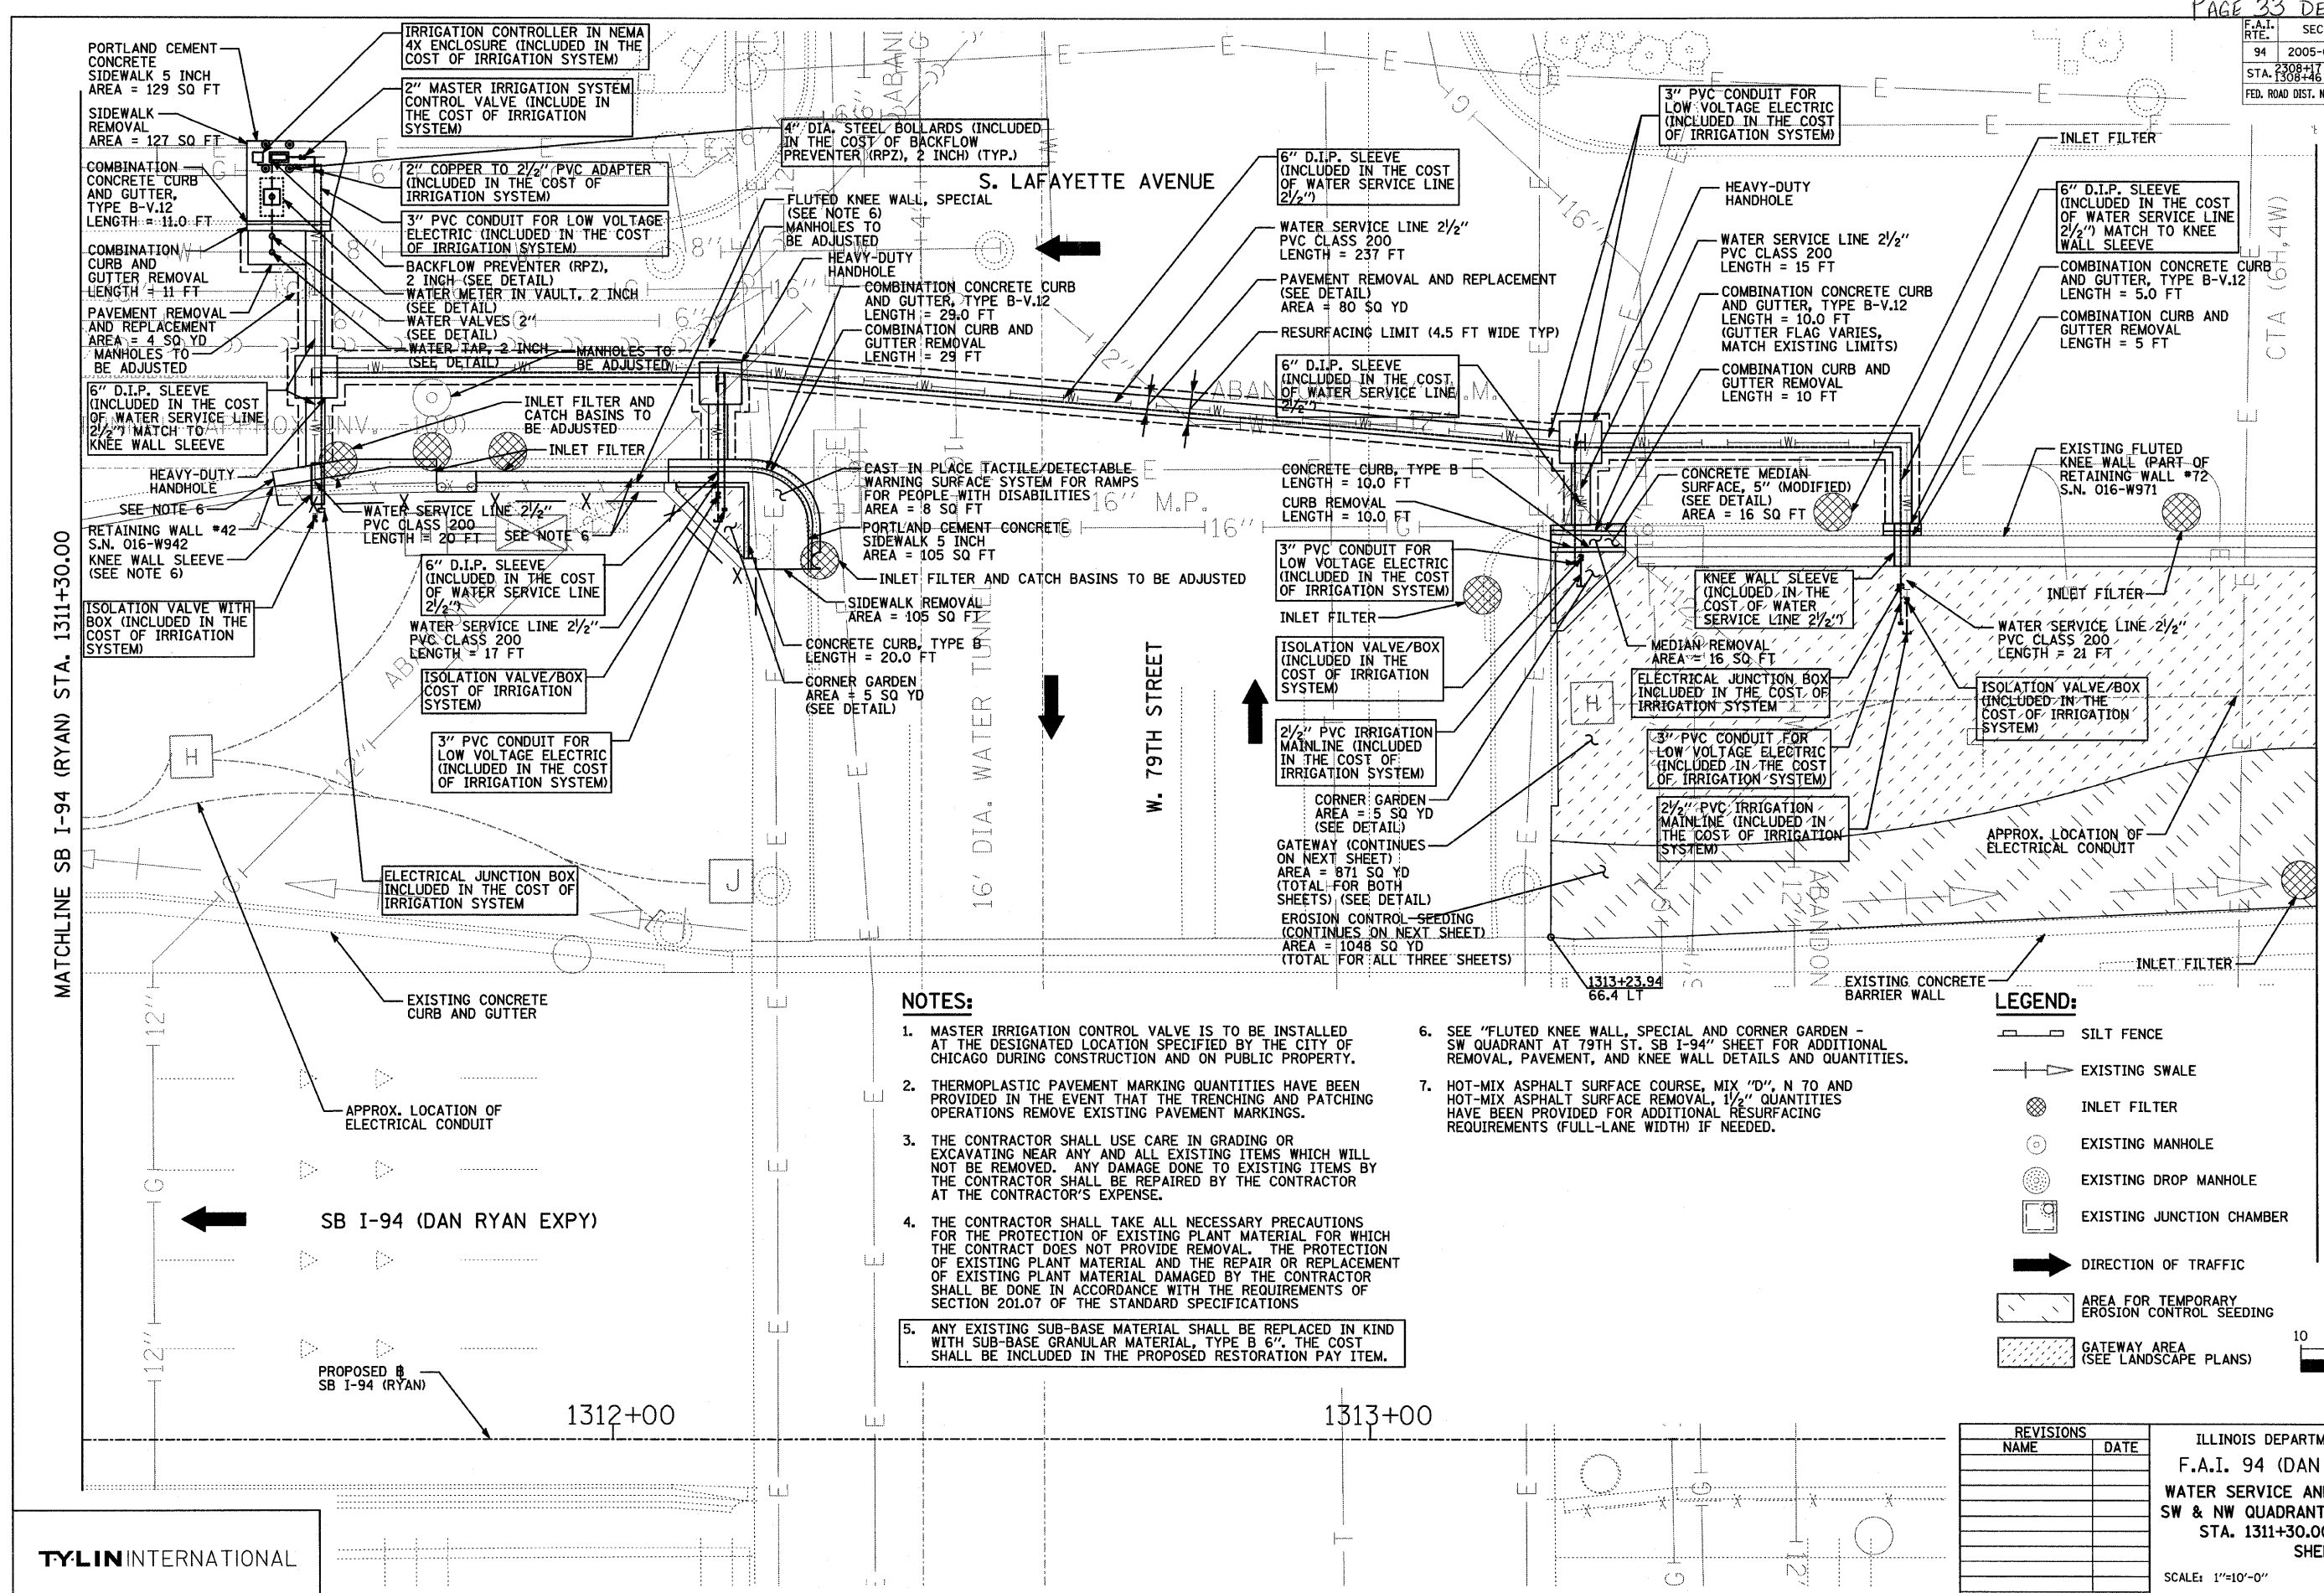 PAGE 33 DE
F.A.I. RTE.
SEC
94
2005-
STA. 2308+17
1308+46
FED. ROAD DIST. N
PORTLAND CEMENT
CONCRETE
SIDEWALK 5 INCH
AREA = 129 SQ FT
SIDEWALK
REMOVAL
AREA = 127 SQ FT
COMBINATION
CONCRETE CURB
AND GUTTER,
TYPE B-V.12
LENGTH = 11.0 FT
COMBINATION
CURB AND
GUTTER REMOVAL
LENGTH = 11 FT
PAVEMENT REMOVAL
AND REPLACEMENT
AREA = 4 SQ YD
MANHOLES TO
BE ADJUSTED
6" D.I.P. SLEEVE
(INCLUDED IN THE COST
OF WATER SERVICE LINE
2½") MATCH TO
KNEE WALL SLEEVE
HEAVY-DUTY
HANDHOLE
SEE NOTE 6
RETAINING WALL #42
S.N. 016-W942
KNEE WALL SLEEVE
(SEE NOTE 6)
ISOLATION VALVE WITH
BOX (INCLUDED IN THE
COST OF IRRIGATION
SYSTEM)
MATCHLINE SB I-94 (RYAN) STA. 1311+30.00
IRRIGATION CONTROLLER IN NEMA
4X ENCLOSURE (INCLUDED IN THE
COST OF IRRIGATION SYSTEM)
2" MASTER IRRIGATION SYSTEM
CONTROL VALVE (INCLUDE IN
THE COST OF IRRIGATION
SYSTEM)
2" COPPER TO 2½" PVC ADAPTER
(INCLUDED IN THE COST OF
IRRIGATION SYSTEM)
3" PVC CONDUIT FOR LOW VOLTAGE
ELECTRIC (INCLUDED IN THE COST
OF IRRIGATION SYSTEM)
BACKFLOW PREVENTER (RPZ),
2 INCH (SEE DETAIL)
WATER METER IN VAULT, 2 INCH
(SEE DETAIL)
WATER VALVES 2"
(SEE DETAIL)
WATER TAP, 2 INCH
(SEE DETAIL)
MANHOLES TO
BE ADJUSTED
INLET FILTER AND
CATCH BASINS TO
BE ADJUSTED
INLET FILTER
4" DIA. STEEL BOLLARDS (INCLUDED
IN THE COST OF BACKFLOW
PREVENTER (RPZ), 2 INCH) (TYP.)
S. LAFAYETTE AVENUE
FLUTED KNEE WALL, SPECIAL
(SEE NOTE 6)
MANHOLES TO
BE ADJUSTED
HEAVY-DUTY
HANDHOLE
COMBINATION CONCRETE CURB
AND GUTTER, TYPE B-V.12
LENGTH = 29.0 FT
COMBINATION CURB AND
GUTTER REMOVAL
LENGTH = 29 FT
CAST IN PLACE TACTILE/DETECTABLE
WARNING SURFACE SYSTEM FOR RAMPS
FOR PEOPLE WITH DISABILITIES
AREA = 8 SQ FT
PORTLAND CEMENT CONCRETE
SIDEWALK 5 INCH
AREA = 105 SQ FT
INLET FILTER AND CATCH BASINS TO BE ADJUSTED
SIDEWALK REMOVAL
AREA = 105 SQ FT
CONCRETE CURB, TYPE B
LENGTH = 20.0 FT
CORNER GARDEN
AREA = 5 SQ YD
(SEE DETAIL)
WATER SERVICE LINE 2½"
PVC CLASS 200
LENGTH = 20 FT
SEE NOTE 6
6" D.I.P. SLEEVE
(INCLUDED IN THE COST
OF WATER SERVICE LINE
2½")
WATER SERVICE LINE 2½"
PVC CLASS 200
LENGTH = 17 FT
ISOLATION VALVE/BOX
COST OF IRRIGATION
SYSTEM)
3" PVC CONDUIT FOR
LOW VOLTAGE ELECTRIC
(INCLUDED IN THE COST
OF IRRIGATION SYSTEM)
ELECTRICAL JUNCTION BOX
INCLUDED IN THE COST OF
IRRIGATION SYSTEM
EXISTING CONCRETE
CURB AND GUTTER
APPROX. LOCATION OF
ELECTRICAL CONDUIT
SB I-94 (DAN RYAN EXPY)
PROPOSED ℄
SB I-94 (RYAN)
1312+00
1313+00
16' DIA. WATER TUNNEL
W. 79TH STREET
16" M.P.
6" D.I.P. SLEEVE
(INCLUDED IN THE COST
OF WATER SERVICE LINE
2½")
WATER SERVICE LINE 2½"
PVC CLASS 200
LENGTH = 237 FT
PAVEMENT REMOVAL AND REPLACEMENT
(SEE DETAIL)
AREA = 80 SQ YD
RESURFACING LIMIT (4.5 FT WIDE TYP)
6" D.I.P. SLEEVE
(INCLUDED IN THE COST
OF WATER SERVICE LINE
2½")
CONCRETE CURB, TYPE B
LENGTH = 10.0 FT
CURB REMOVAL
LENGTH = 10.0 FT
3" PVC CONDUIT FOR
LOW VOLTAGE ELECTRIC
(INCLUDED IN THE COST
OF IRRIGATION SYSTEM)
INLET FILTER
ISOLATION VALVE/BOX
(INCLUDED IN THE
COST OF IRRIGATION
SYSTEM)
2½" PVC IRRIGATION
MAINLINE (INCLUDED
IN THE COST OF
IRRIGATION SYSTEM)
CORNER GARDEN
AREA = 5 SQ YD
(SEE DETAIL)
GATEWAY (CONTINUES
ON NEXT SHEET)
AREA = 871 SQ YD
(TOTAL FOR BOTH
SHEETS) (SEE DETAIL)
EROSION CONTROL SEEDING
(CONTINUES ON NEXT SHEET)
AREA = 1048 SQ YD
(TOTAL FOR ALL THREE SHEETS)
3" PVC CONDUIT FOR
LOW VOLTAGE ELECTRIC
(INCLUDED IN THE COST
OF IRRIGATION SYSTEM)
HEAVY-DUTY
HANDHOLE
WATER SERVICE LINE 2½"
PVC CLASS 200
LENGTH = 15 FT
COMBINATION CONCRETE CURB
AND GUTTER, TYPE B-V.12
LENGTH = 10.0 FT
(GUTTER FLAG VARIES,
MATCH EXISTING LIMITS)
COMBINATION CURB AND
GUTTER REMOVAL
LENGTH = 10 FT
CONCRETE MEDIAN
SURFACE, 5" (MODIFIED)
(SEE DETAIL)
AREA = 16 SQ FT
KNEE WALL SLEEVE
(INCLUDED IN THE
COST OF WATER
SERVICE LINE 2½")
MEDIAN REMOVAL
AREA = 16 SQ FT
ELECTRICAL JUNCTION BOX
INCLUDED IN THE COST OF
IRRIGATION SYSTEM
3" PVC CONDUIT FOR
LOW VOLTAGE ELECTRIC
(INCLUDED IN THE COST
OF IRRIGATION SYSTEM)
2½" PVC IRRIGATION
MAINLINE (INCLUDED IN
THE COST OF IRRIGATION
SYSTEM)
INLET FILTER
6" D.I.P. SLEEVE
(INCLUDED IN THE COST
OF WATER SERVICE LINE
2½") MATCH TO KNEE
WALL SLEEVE
COMBINATION CONCRETE CURB
AND GUTTER, TYPE B-V.12
LENGTH = 5.0 FT
COMBINATION CURB AND
GUTTER REMOVAL
LENGTH = 5 FT
CTA (6H,4W)
EXISTING FLUTED
KNEE WALL (PART OF
RETAINING WALL #72
S.N. 016-W971
INLET FILTER
WATER SERVICE LINE 2½"
PVC CLASS 200
LENGTH = 21 FT
ISOLATION VALVE/BOX
(INCLUDED IN THE
COST OF IRRIGATION
SYSTEM)
APPROX. LOCATION OF
ELECTRICAL CONDUIT
INLET FILTER
1313+23.94
66.4 LT
EXISTING CONCRETE
BARRIER WALL
NOTES:
1. MASTER IRRIGATION CONTROL VALVE IS TO BE INSTALLED
AT THE DESIGNATED LOCATION SPECIFIED BY THE CITY OF
CHICAGO DURING CONSTRUCTION AND ON PUBLIC PROPERTY.
2. THERMOPLASTIC PAVEMENT MARKING QUANTITIES HAVE BEEN
PROVIDED IN THE EVENT THAT THE TRENCHING AND PATCHING
OPERATIONS REMOVE EXISTING PAVEMENT MARKINGS.
3. THE CONTRACTOR SHALL USE CARE IN GRADING OR
EXCAVATING NEAR ANY AND ALL EXISTING ITEMS WHICH WILL
NOT BE REMOVED. ANY DAMAGE DONE TO EXISTING ITEMS BY
THE CONTRACTOR SHALL BE REPAIRED BY THE CONTRACTOR
AT THE CONTRACTOR'S EXPENSE.
4. THE CONTRACTOR SHALL TAKE ALL NECESSARY PRECAUTIONS
FOR THE PROTECTION OF EXISTING PLANT MATERIAL FOR WHICH
THE CONTRACT DOES NOT PROVIDE REMOVAL. THE PROTECTION
OF EXISTING PLANT MATERIAL AND THE REPAIR OR REPLACEMENT
OF EXISTING PLANT MATERIAL DAMAGED BY THE CONTRACTOR
SHALL BE DONE IN ACCORDANCE WITH THE REQUIREMENTS OF
SECTION 201.07 OF THE STANDARD SPECIFICATIONS
5. ANY EXISTING SUB-BASE MATERIAL SHALL BE REPLACED IN KIND
WITH SUB-BASE GRANULAR MATERIAL, TYPE B 6". THE COST
SHALL BE INCLUDED IN THE PROPOSED RESTORATION PAY ITEM.
6. SEE "FLUTED KNEE WALL, SPECIAL AND CORNER GARDEN -
SW QUADRANT AT 79TH ST. SB I-94" SHEET FOR ADDITIONAL
REMOVAL, PAVEMENT, AND KNEE WALL DETAILS AND QUANTITIES.
7. HOT-MIX ASPHALT SURFACE COURSE, MIX "D", N 70 AND
HOT-MIX ASPHALT SURFACE REMOVAL, 1½" QUANTITIES
HAVE BEEN PROVIDED FOR ADDITIONAL RESURFACING
REQUIREMENTS (FULL-LANE WIDTH) IF NEEDED.
LEGEND:
SILT FENCE
EXISTING SWALE
INLET FILTER
EXISTING MANHOLE
EXISTING DROP MANHOLE
EXISTING JUNCTION CHAMBER
DIRECTION OF TRAFFIC
AREA FOR TEMPORARY
EROSION CONTROL SEEDING
GATEWAY AREA
(SEE LANDSCAPE PLANS)
10
REVISIONS
NAME
DATE
ILLINOIS DEPARTM
F.A.I. 94 (DAN
WATER SERVICE AN
SW & NW QUADRANT
STA. 1311+30.0
SHE
SCALE: 1"=10'-0"
TYLININTERNATIONAL